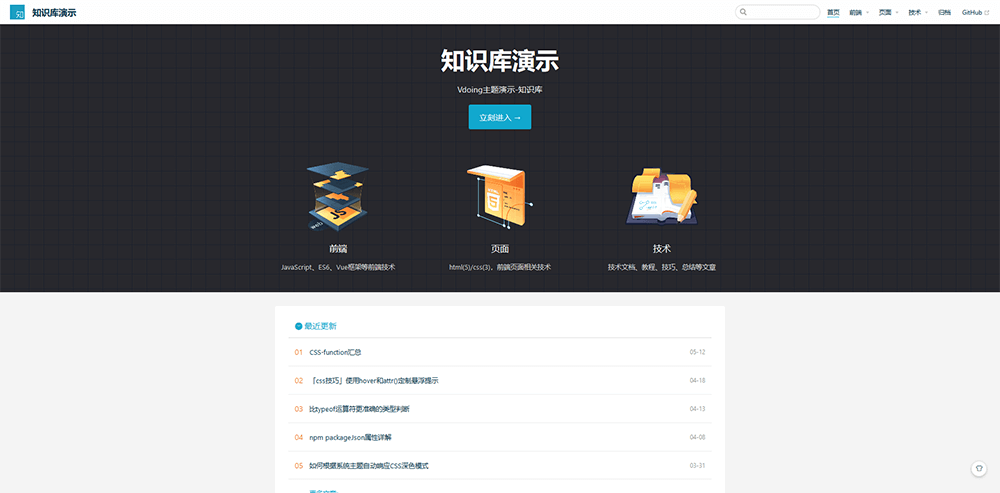 知识库演示
首页 前端 页面 技术 归档 GitHub
知识库演示
Vdoing主题演示-知识库
立刻进入 →
JS
web
5
前端
页面
技术
JavaScript、ES6、Vue框架等前端技术
html(5)/css(3)，前端页面相关技术
技术文档、教程、技巧、总结等文章
最近更新
01 CSS-function汇总 05-12
02 「css技巧」使用hover和attr()定制悬浮提示 04-18
03 比typeof运算符更准确的类型判断 04-13
04 npm packageJson属性详解 04-08
05 如何根据系统主题自动响应CSS深色模式 03-31